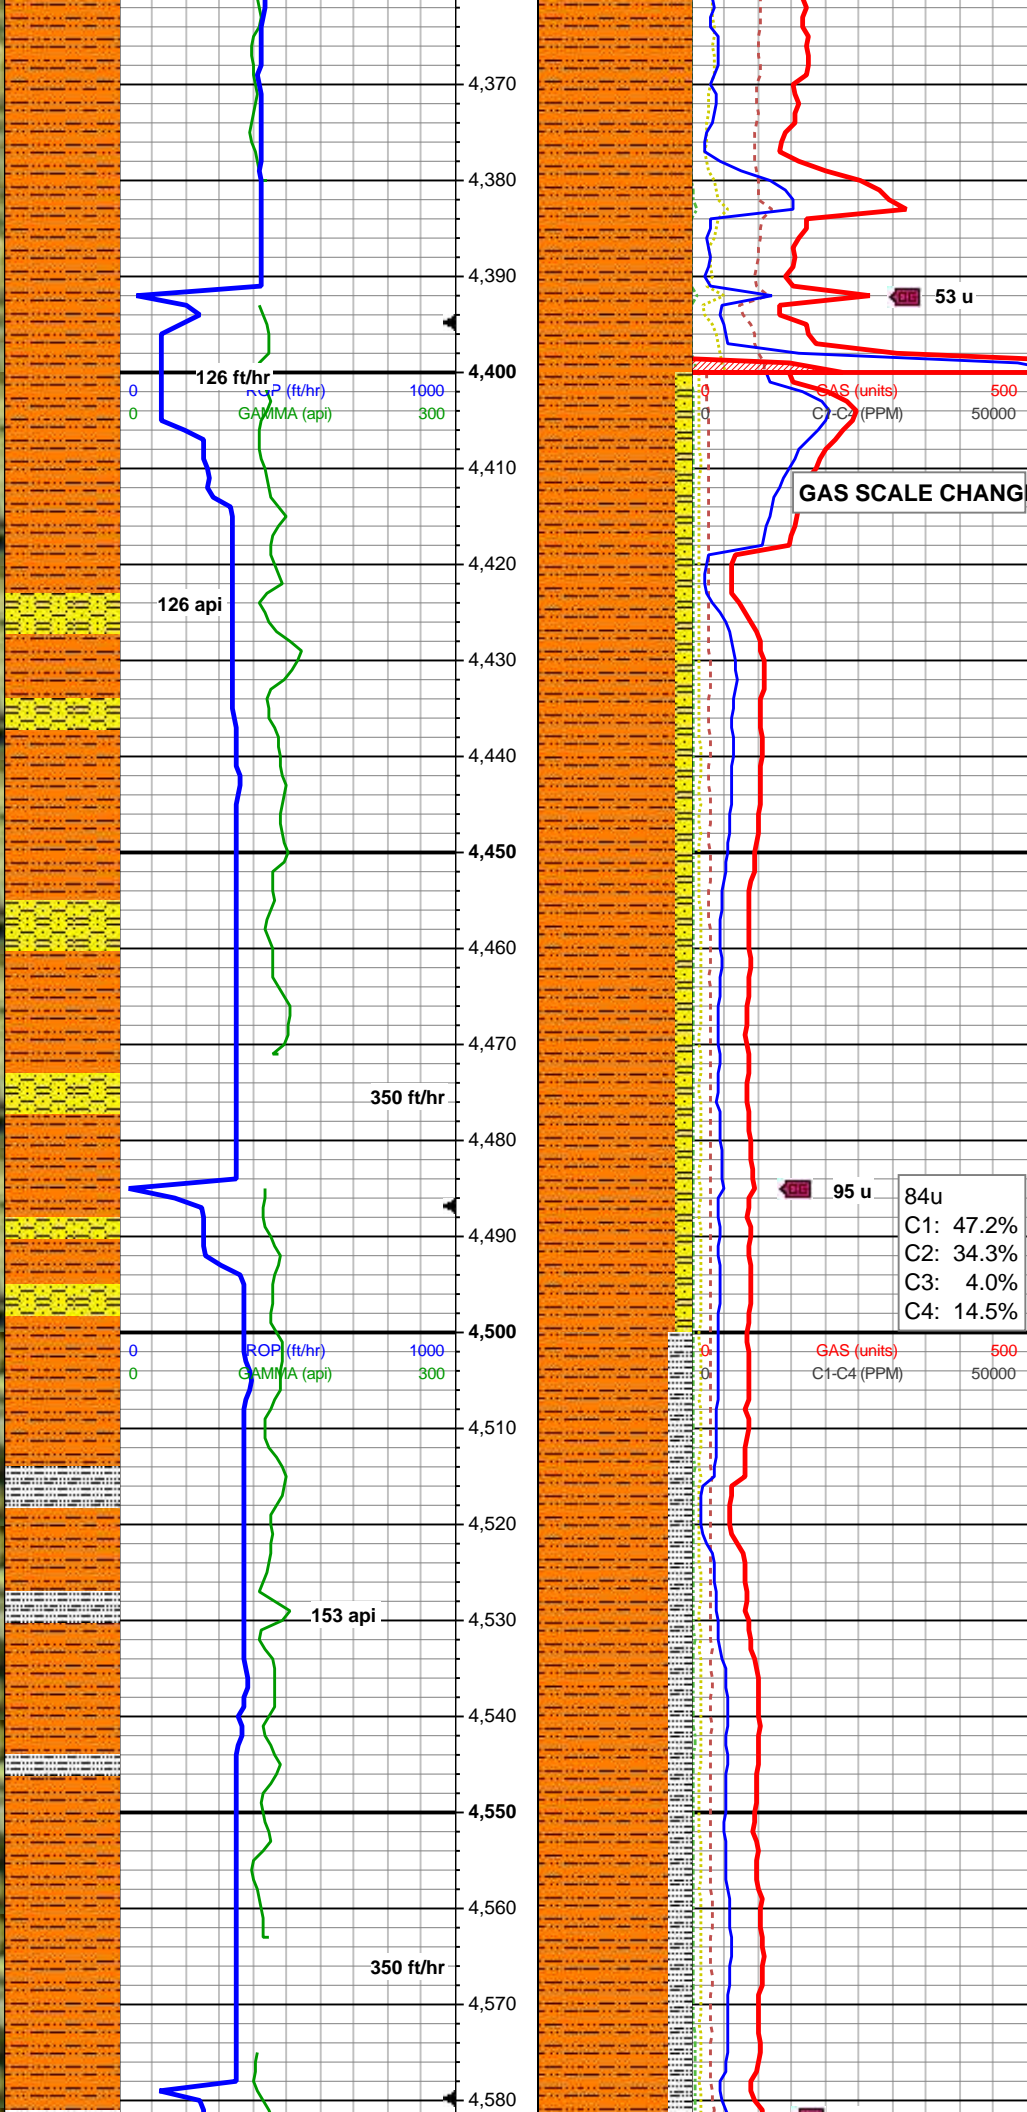 4,370
4,380
4,390
CG 53 u
4,400
126 ft/hr
0 ROP (ft/hr) 1000
0 GAMMA (api) 300
0 GAS (units) 500
0 C1-C4 (PPM) 50000
4,410
GAS SCALE CHANG
4,420
126 api
4,430
4,440
4,450
4,460
4,470
350 ft/hr
4,480
CG 95 u
84u
C1: 47.2%
C2: 34.3%
C3: 4.0%
C4: 14.5%
4,490
4,500
0 ROP (ft/hr) 1000
0 GAMMA (api) 300
0 GAS (units) 500
0 C1-C4 (PPM) 50000
4,510
4,520
4,530
153 api
4,540
4,550
4,560
350 ft/hr
4,570
4,580